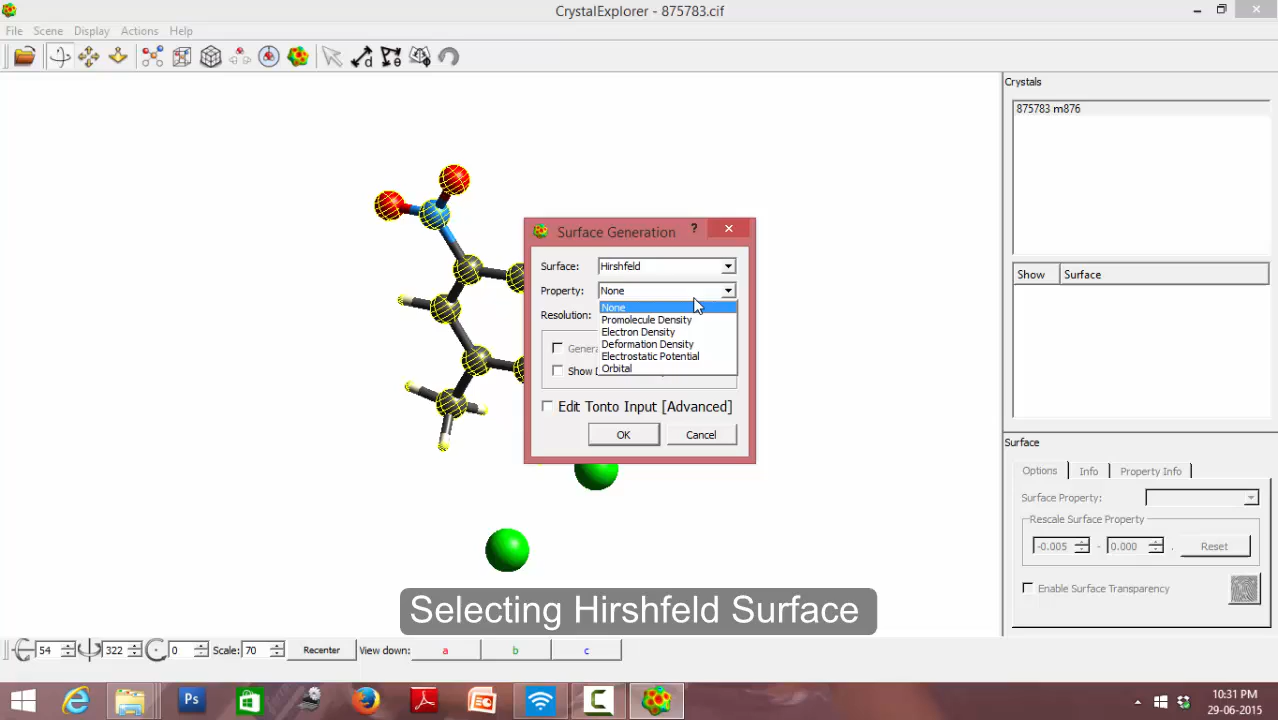 CrystalExplorer - 875783.cif
File Scene Display Actions Help
Crystals
875783 m876
Show Surface
Surface Generation ?
Surface: Hirshfeld
Property: None
None
Promolecule Density
Electron Density
Deformation Density
Electrostatic Potential
Orbital
Resolution:
Show
Edit Tonto Input [Advanced]
OK Cancel
Surface
Options Info Property Info
Surface Property:
Rescale Surface Property
-0.005 - 0.000 . Reset
Enable Surface Transparency
Selecting Hirshfeld Surface
54 322 0 Scale: 70 Recenter View down: a b c
Ps
10:31 PM
29-06-2015